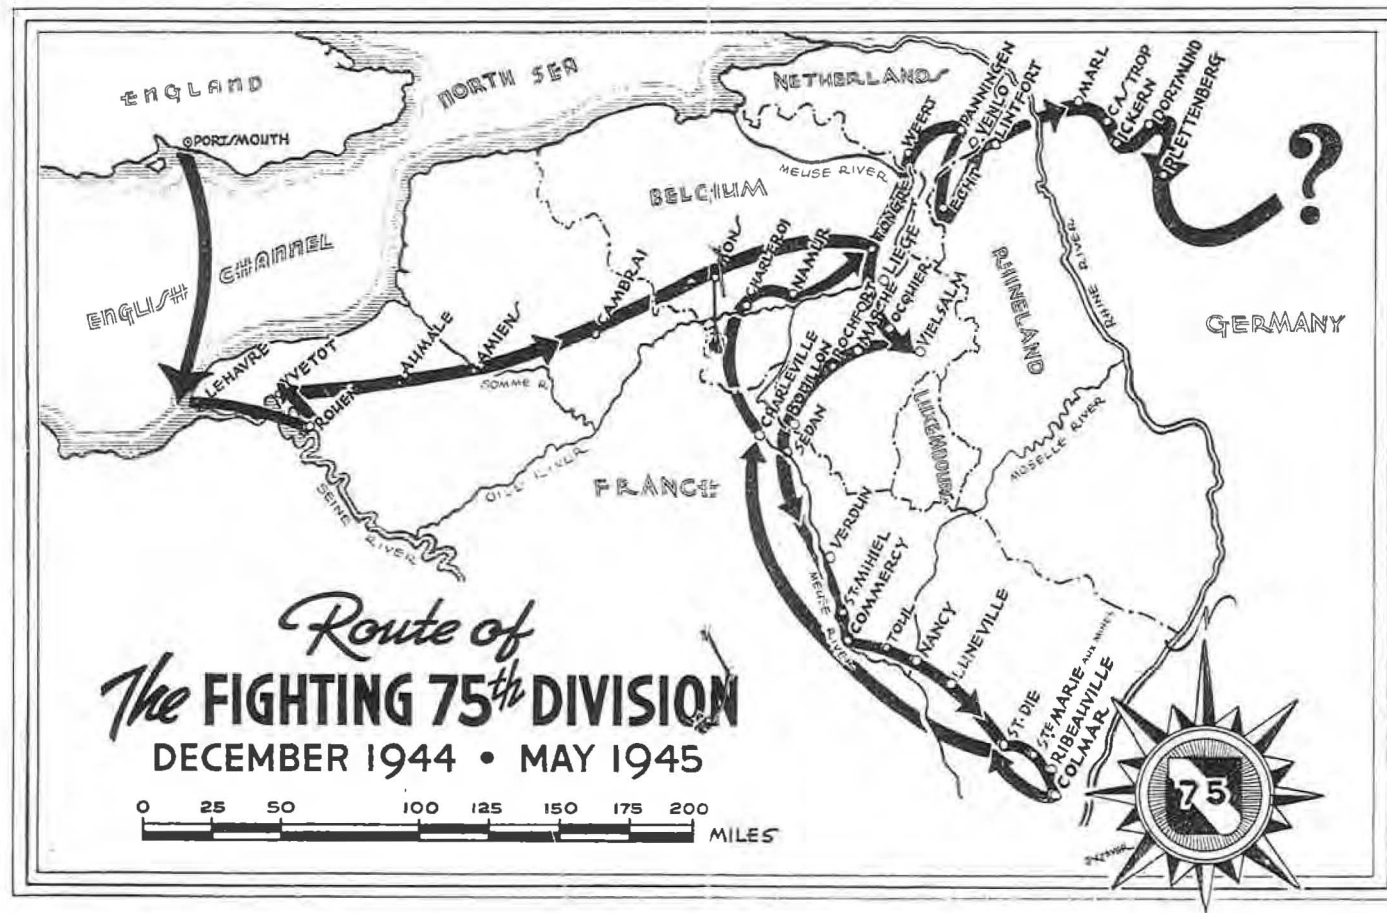 ENGLAND
NORTH SEA
NETHERLANDS
PORTSMOUTH
ENGLISH CHANNEL
BELGIUM
MEUSE RIVER
WEERT
PANNINGEN
VENLO
LINTFORT
MARL
CASTROP
ICKERN
DORTMUND
PLETTENBERG
?
ECHT
TONGRE
LIEGE
OCQUIER
VIELSALM
MARCHE
ROCHEFORT
RHINELAND
RHINE RIVER
GERMANY
LE HAVRE
YVETOT
ROUEN
AUMALE
AMIENS
SOMME R.
CAMBRAI
MON
CHARLEROI
NAMUR
CHARLEVILLE
BOUILLON
SEDAN
LUXEMBOURG
MOSELLE RIVER
SEINE RIVER
RIVER
FRANCE
VERDUN
ST. MIHIEL
COMMERCY
MEUSE RIVER
TOUL
NANCY
LUNEVILLE
ST. DIE
STE MARIE AUX MINES
RIBEAUVILLE
COLMAR
Route of
The FIGHTING 75th DIVISION
DECEMBER 1944 • MAY 1945
0 25 50 100 125 150 175 200 MILES
75